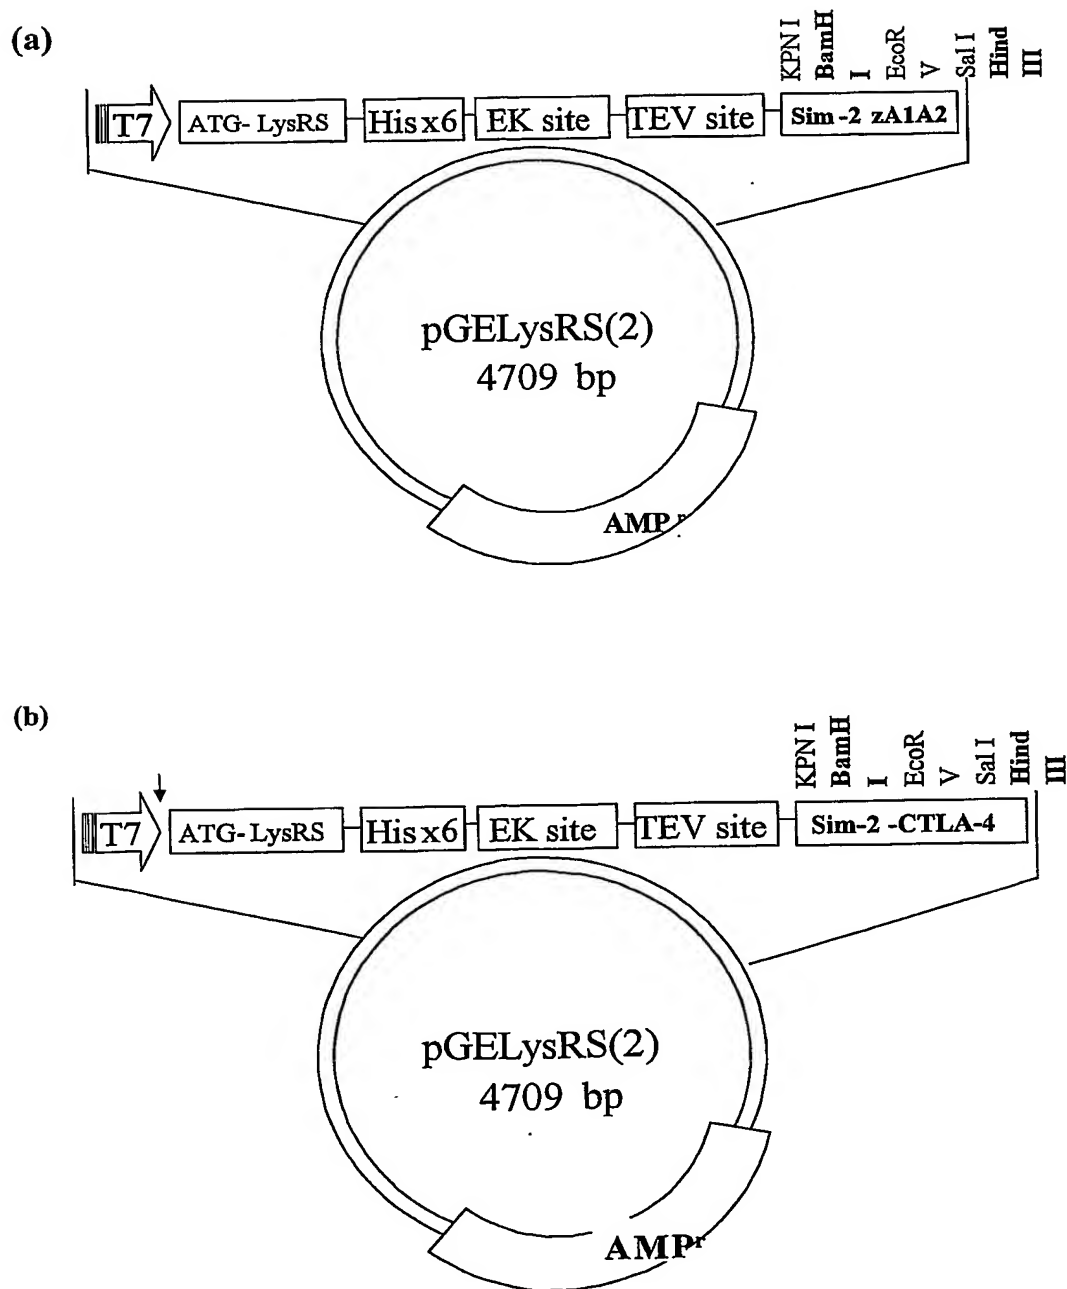 (a)
KPN I
BamH
I
EcoR
V
Sal I
Hind
III
T7
ATG- LysRS
His x6
EK site
TEV site
Sim -2 zA1A2
pGELysRS(2)
4709 bp
AMP r
(b)
KPN I
BamH
I
EcoR
V
Sal I
Hind
III
T7
ATG- LysRS
His x6
EK site
TEV site
Sim-2 -CTLA-4
pGELysRS(2)
4709 bp
AMPr